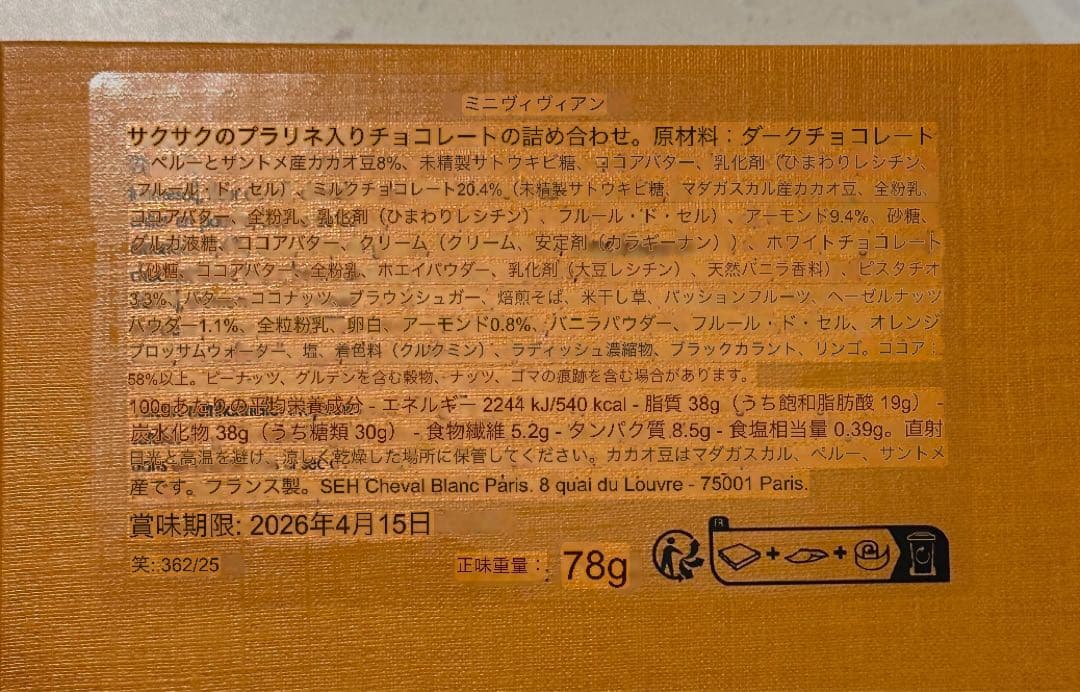 ミニヴィヴィアン
サクサクのプラリネ入りチョコレートの詰め合わせ。原材料：ダークチョコレート
ペルーとサントメ産カカオ豆8%、未精製サトウキビ糖、ココアバター、乳化剤（ひまわりレシチン、
フルール・ド・セル）、ミルクチョコレート20.4%（未精製サトウキビ糖、マダガスカル産カカオ豆、全粉乳、
ココアバター、全粉乳、乳化剤（ひまわりレシチン）、フルール・ド・セル）、アーモンド9.4%、砂糖、
グルカ液糖、ココアバター、クリーム（クリーム、安定剤（カラギーナン））、ホワイトチョコレート
（砂糖、ココアバター、全粉乳、ホエイパウダー、乳化剤（大豆レシチン）、天然バニラ香料）、ピスタチオ
3.3%、バター、ココナッツ、ブラウンシュガー、焙煎そば、米干し草、パッションフルーツ、ヘーゼルナッツ
パウダー1.1%、全粒粉乳、卵白、アーモンド0.8%、バニラパウダー、フルール・ド・セル、オレンジ
ブロッサムウォーター、塩、着色料（クルクミン）、ラディッシュ濃縮物、ブラックカラント、リンゴ。ココア：
58%以上。ピーナッツ、グルテンを含む穀物、ナッツ、ゴマの痕跡を含む場合があります。
100gあたりの平均栄養成分 - エネルギー 2244 kJ/540 kcal - 脂質 38g（うち飽和脂肪酸 19g） -
炭水化物 38g（うち糖類 30g） - 食物繊維 5.2g - タンパク質 8.5g - 食塩相当量 0.39g。直射
日光と高温を避け、涼しく乾燥した場所に保管してください。カカオ豆はマダガスカル、ペルー、サントメ
産です。フランス製。SEH Cheval Blanc Paris. 8 quai du Louvre - 75001 Paris.
賞味期限: 2026年4月15日
笑: 362/25
正味重量： 78g
FR